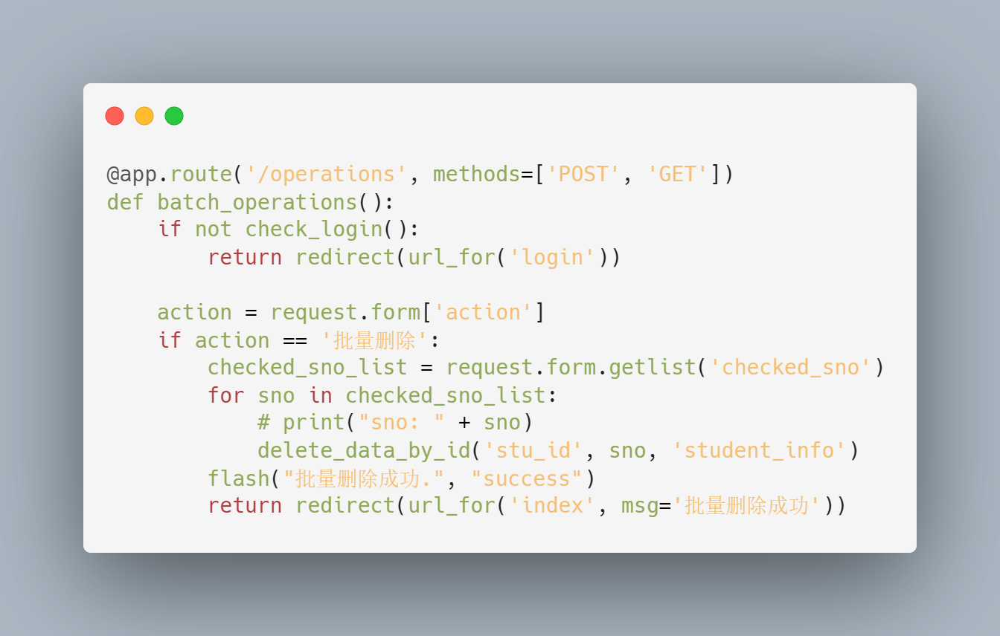 @app.route('/operations', methods=['POST', 'GET'])
def batch_operations():
    if not check_login():
        return redirect(url_for('login'))

    action = request.form['action']
    if action == '批量删除':
        checked_sno_list = request.form.getlist('checked_sno')
        for sno in checked_sno_list:
            # print("sno: " + sno)
            delete_data_by_id('stu_id', sno, 'student_info')
        flash("批量删除成功.", "success")
        return redirect(url_for('index', msg='批量删除成功'))